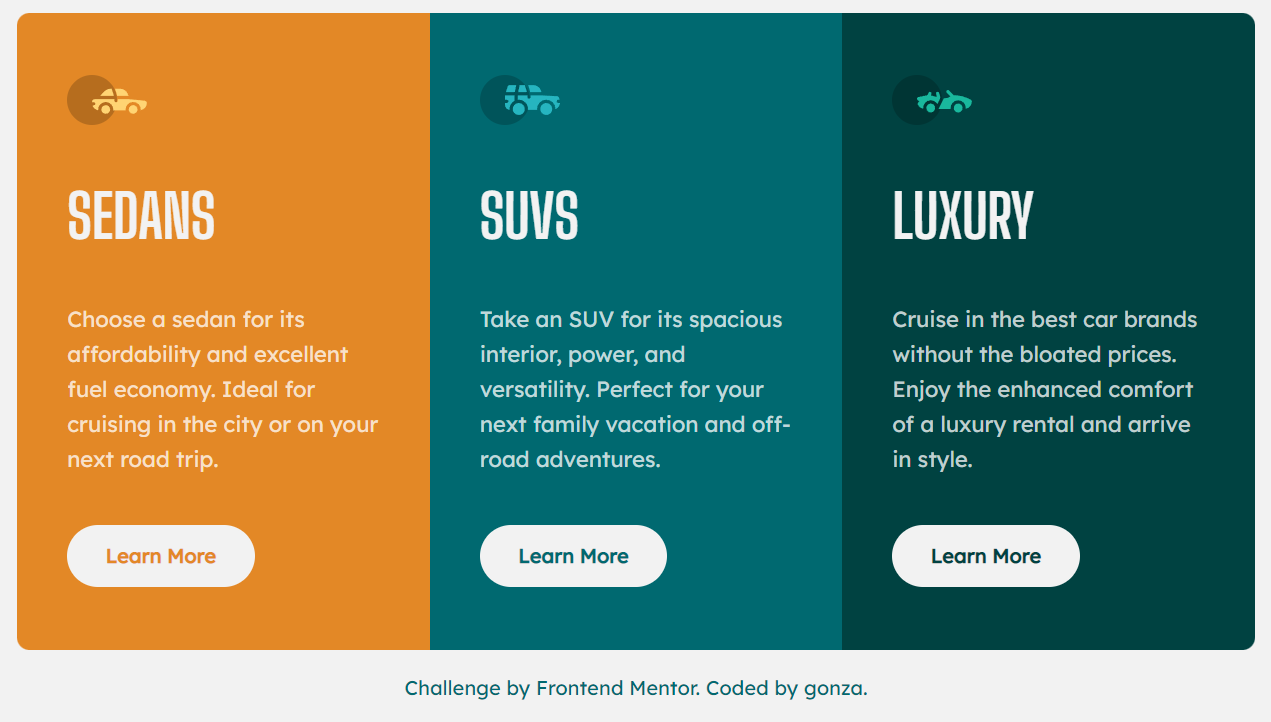 SEDANS
Choose a sedan for its
affordability and excellent
fuel economy. Ideal for
cruising in the city or on your
next road trip.
Learn More
SUVS
Take an SUV for its spacious
interior, power, and
versatility. Perfect for your
next family vacation and off-
road adventures.
Learn More
LUXURY
Cruise in the best car brands
without the bloated prices.
Enjoy the enhanced comfort
of a luxury rental and arrive
in style.
Learn More
Challenge by Frontend Mentor. Coded by gonza.